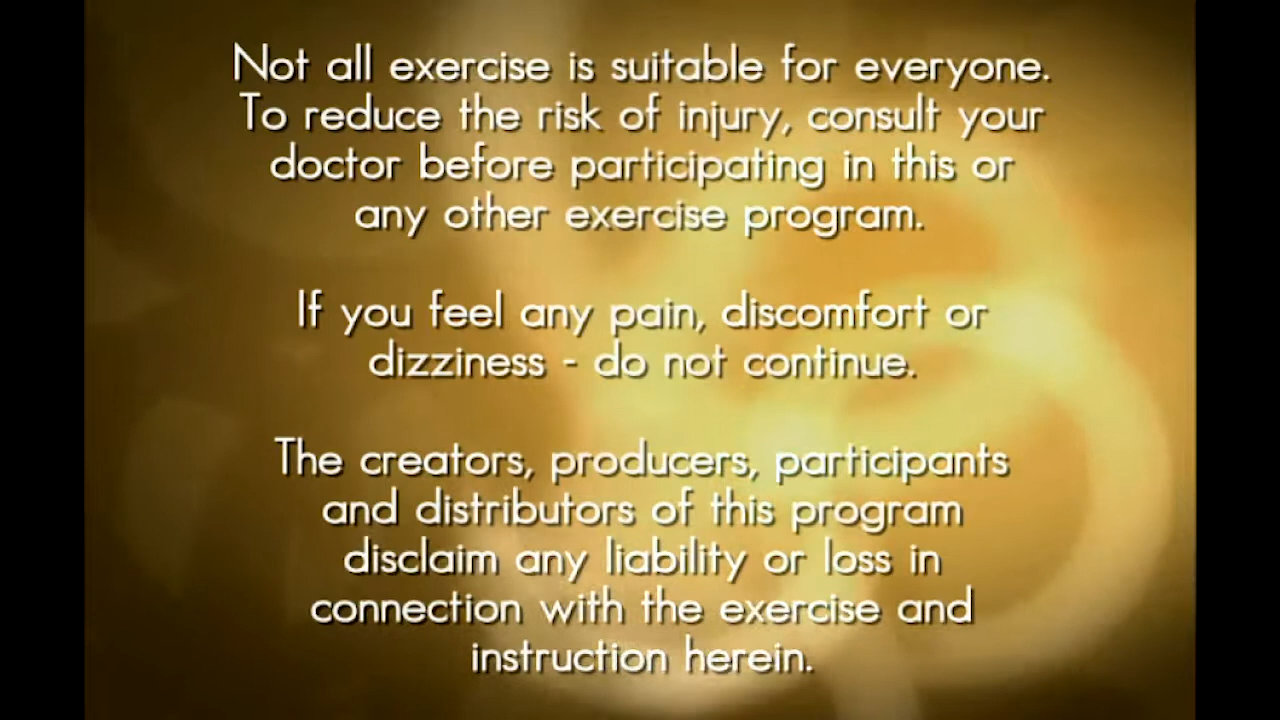 Not all exercise is suitable for everyone.
To reduce the risk of injury, consult your
doctor before participating in this or
any other exercise program.
If you feel any pain, discomfort or
dizziness - do not continue.
The creators, producers, participants
and distributors of this program
disclaim any liability or loss in
connection with the exercise and
instruction herein.